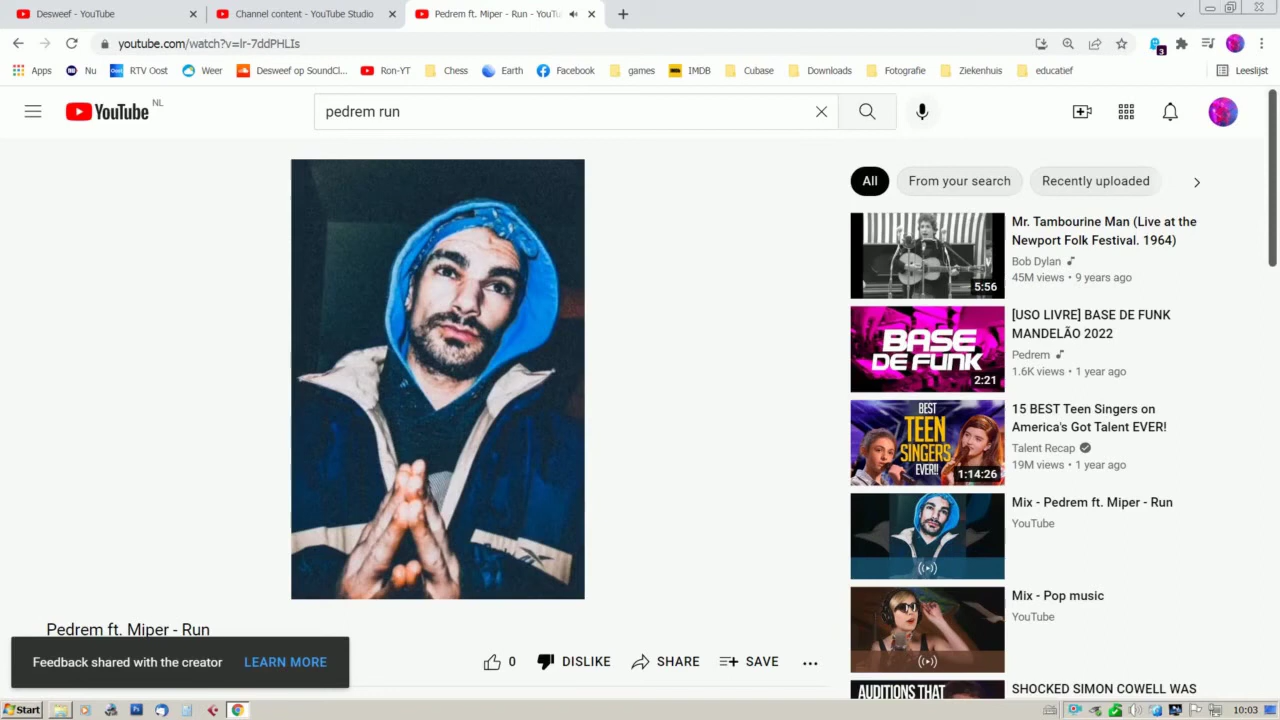 Desweef - YouTube
Channel content - YouTube Studio
Pedrem ft. Miper - Run - YouTu
youtube.com/watch?v=lr-7ddPHLIs
3
Apps
Nu
RTV Oost
Weer
Desweef op SoundCl...
Ron-YT
Chess
Earth
Facebook
games
IMDB
Cubase
Downloads
Fotografie
Ziekenhuis
educatief
Leeslijst
YouTube NL
pedrem run
All
From your search
Recently uploaded
5:56
Mr. Tambourine Man (Live at the
Newport Folk Festival. 1964)
Bob Dylan
45M views • 9 years ago
BASE
DE FUNK
2:21
[USO LIVRE] BASE DE FUNK
MANDELÃO 2022
Pedrem
1.6K views • 1 year ago
BEST
TEEN
SINGERS
EVER!!
1:14:26
15 BEST Teen Singers on
America's Got Talent EVER!
Talent Recap
19M views • 1 year ago
Mix - Pedrem ft. Miper - Run
YouTube
Mix - Pop music
YouTube
AUDITIONS THAT
SHOCKED SIMON COWELL WAS
Pedrem ft. Miper - Run
Feedback shared with the creator
LEARN MORE
0
DISLIKE
SHARE
SAVE
Start
10:03